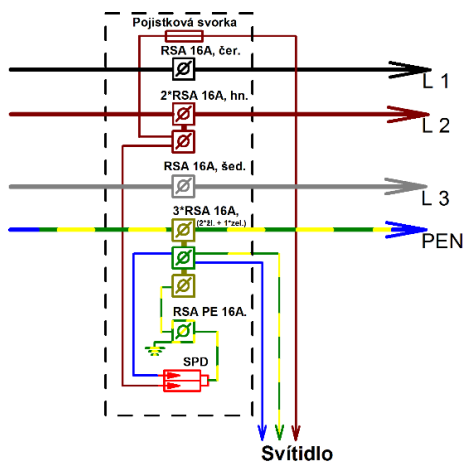 Pojistková svorka
RSA 16A, čer.
L 1
2*RSA 16A, hn.
L 2
RSA 16A, šed.
L 3
3*RSA 16A,
(2*žl. + 1*zel.)
PEN
RSA PE 16A.
SPD
Svítidlo